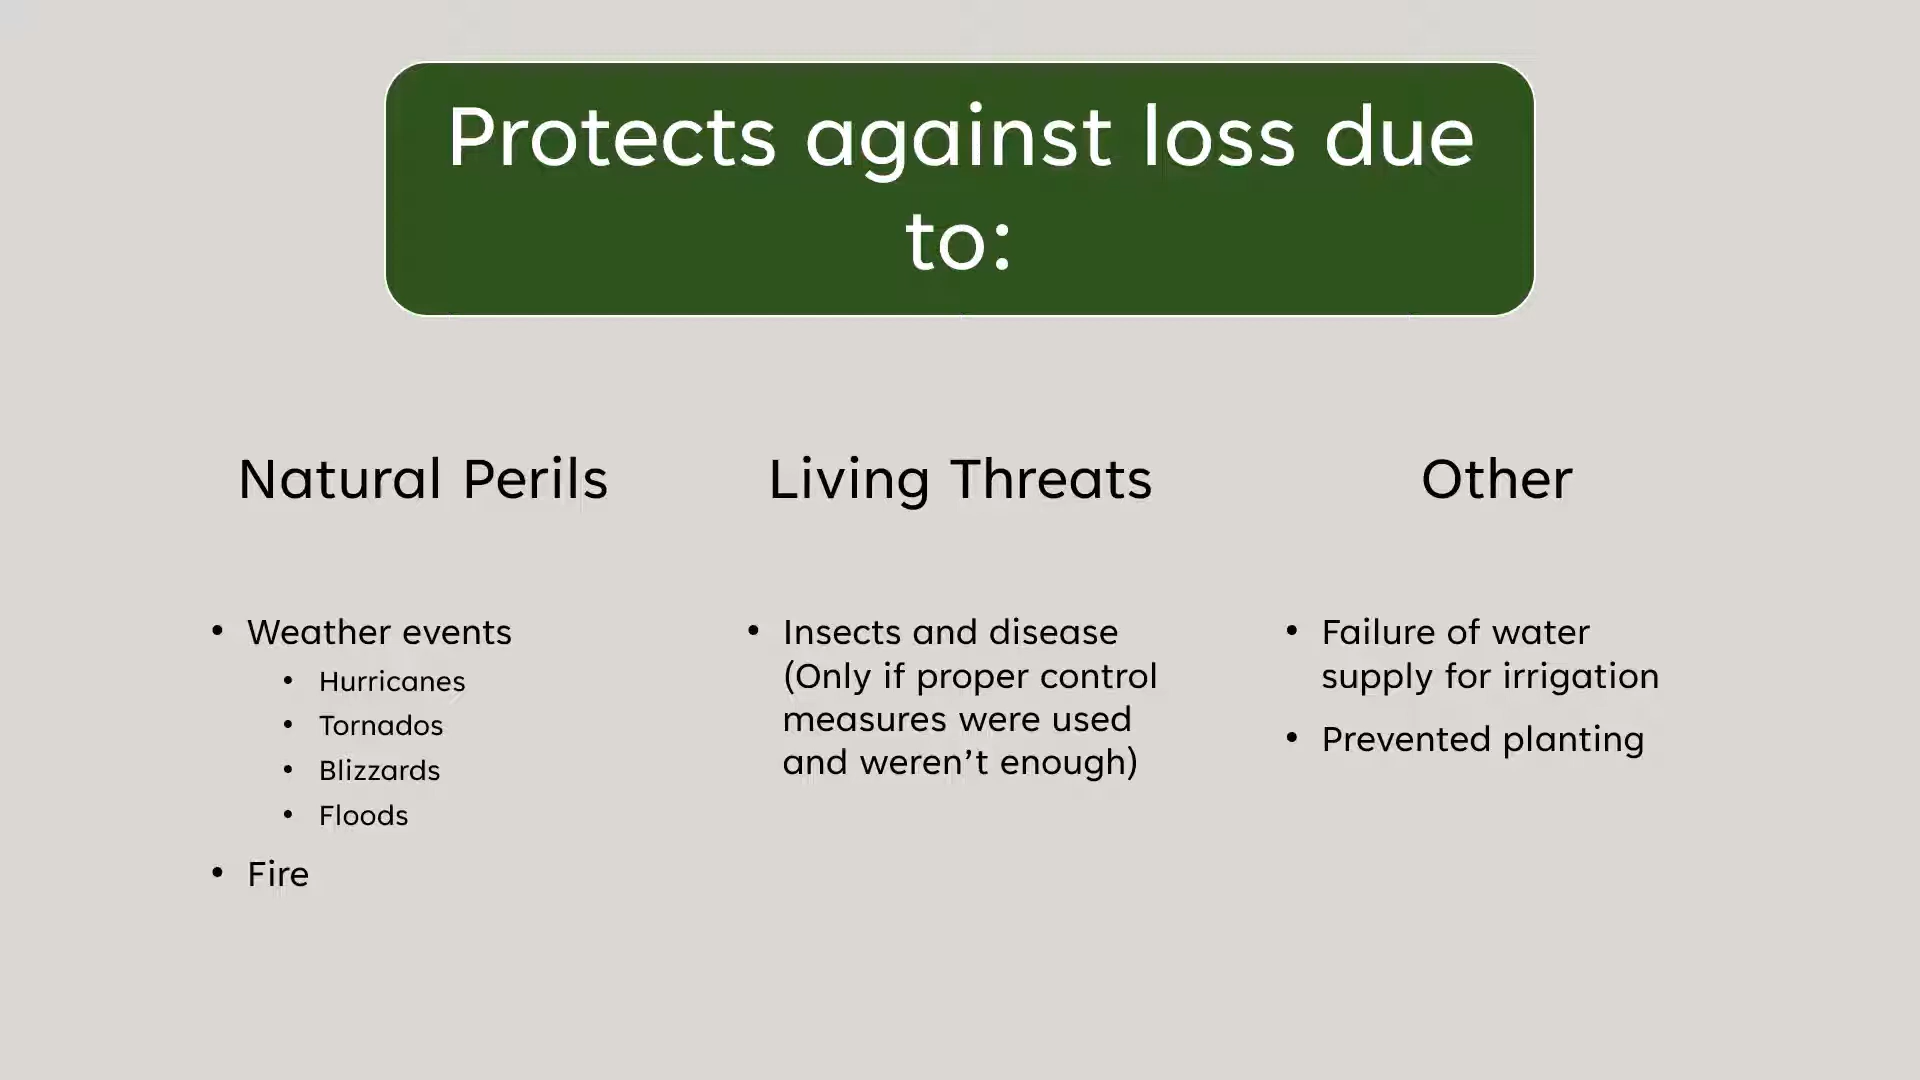 Protects against loss due
to:
Natural Perils
• Weather events
• Hurricanes
• Tornados
• Blizzards
• Floods
• Fire
Living Threats
• Insects and disease
(Only if proper control
measures were used
and weren’t enough)
Other
• Failure of water
supply for irrigation
• Prevented planting